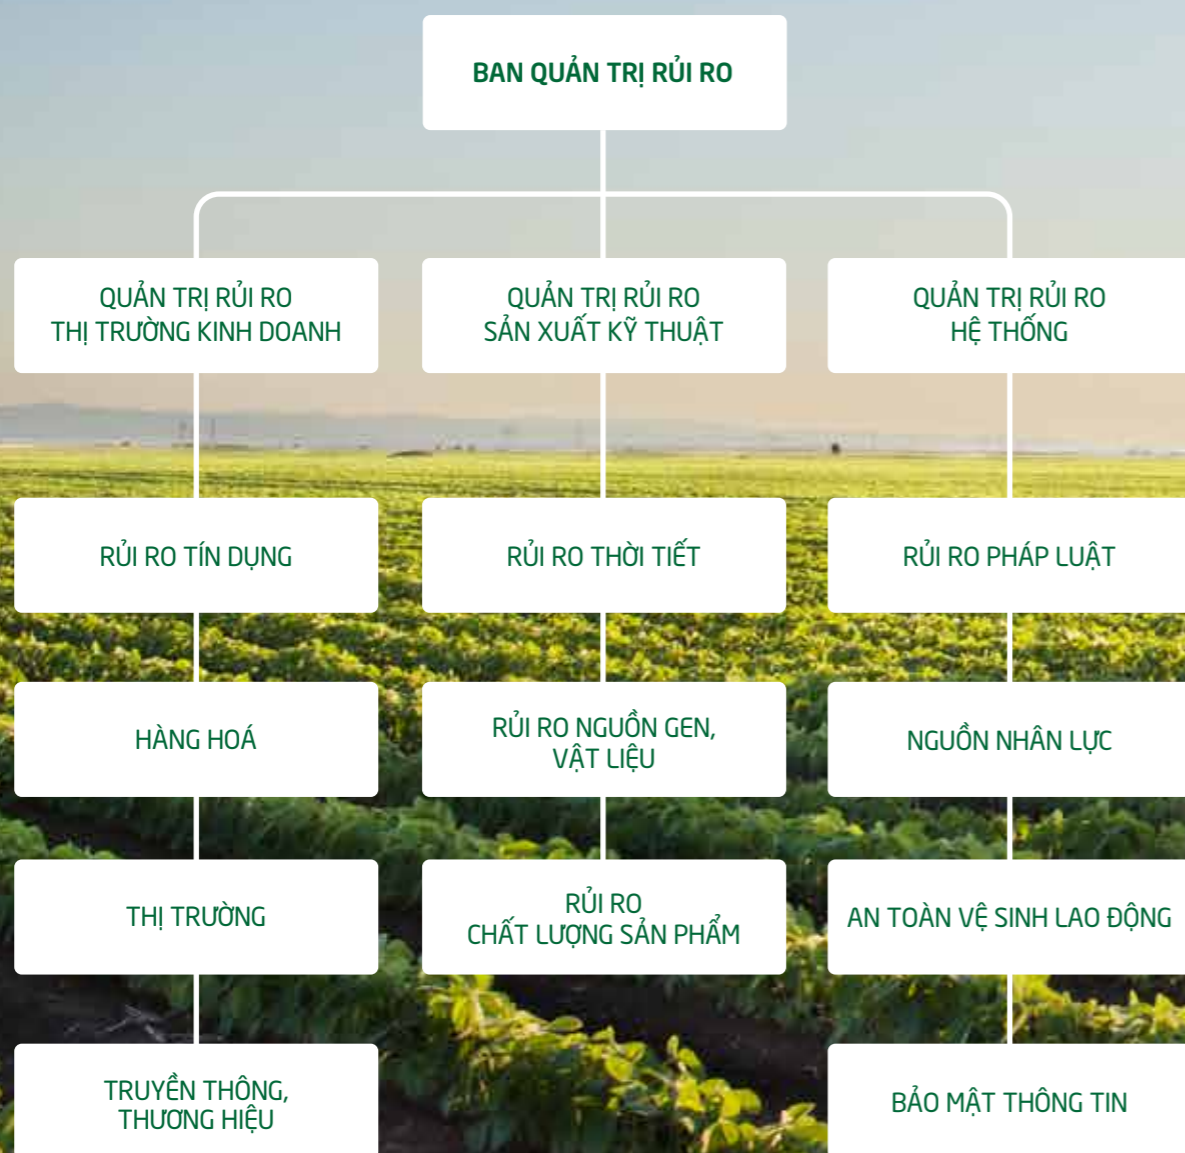 BAN QUẢN TRỊ RỦI RO
QUẢN TRỊ RỦI RO
THỊ TRƯỜNG KINH DOANH
QUẢN TRỊ RỦI RO
SẢN XUẤT KỸ THUẬT
QUẢN TRỊ RỦI RO
HỆ THỐNG
RỦI RO TÍN DỤNG
RỦI RO THỜI TIẾT
RỦI RO PHÁP LUẬT
HÀNG HOÁ
RỦI RO NGUỒN GEN,
VẬT LIỆU
NGUỒN NHÂN LỰC
THỊ TRƯỜNG
RỦI RO
CHẤT LƯỢNG SẢN PHẨM
AN TOÀN VỆ SINH LAO ĐỘNG
TRUYỀN THÔNG,
THƯƠNG HIỆU
BẢO MẬT THÔNG TIN